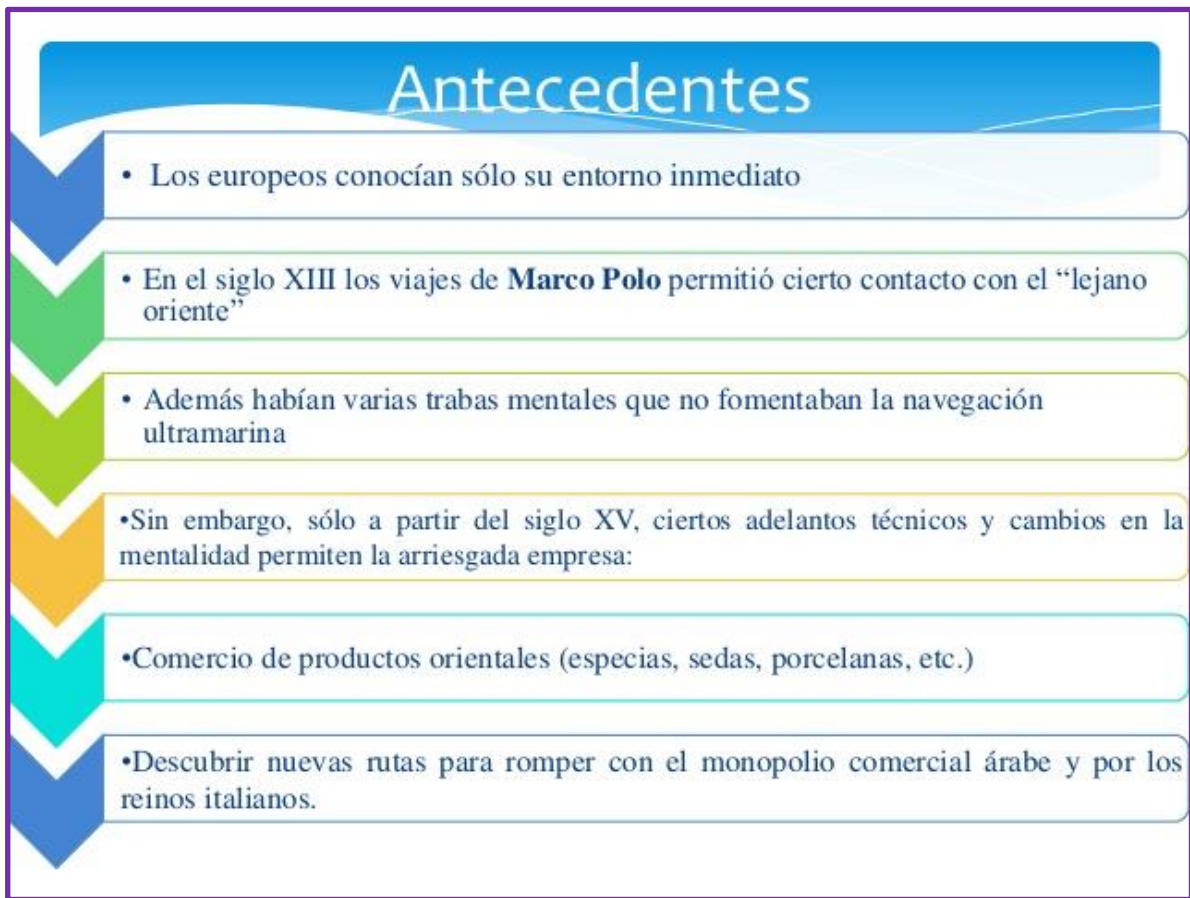 Antecedentes
• Los europeos conocían sólo su entorno inmediato
• En el siglo XIII los viajes de Marco Polo permitió cierto contacto con el “lejano
oriente”
• Además habían varias trabas mentales que no fomentaban la navegación
ultramarina
•Sin embargo, sólo a partir del siglo XV, ciertos adelantos técnicos y cambios en la
mentalidad permiten la arriesgada empresa:
•Comercio de productos orientales (especias, sedas, porcelanas, etc.)
•Descubrir nuevas rutas para romper con el monopolio comercial árabe y por los
reinos italianos.